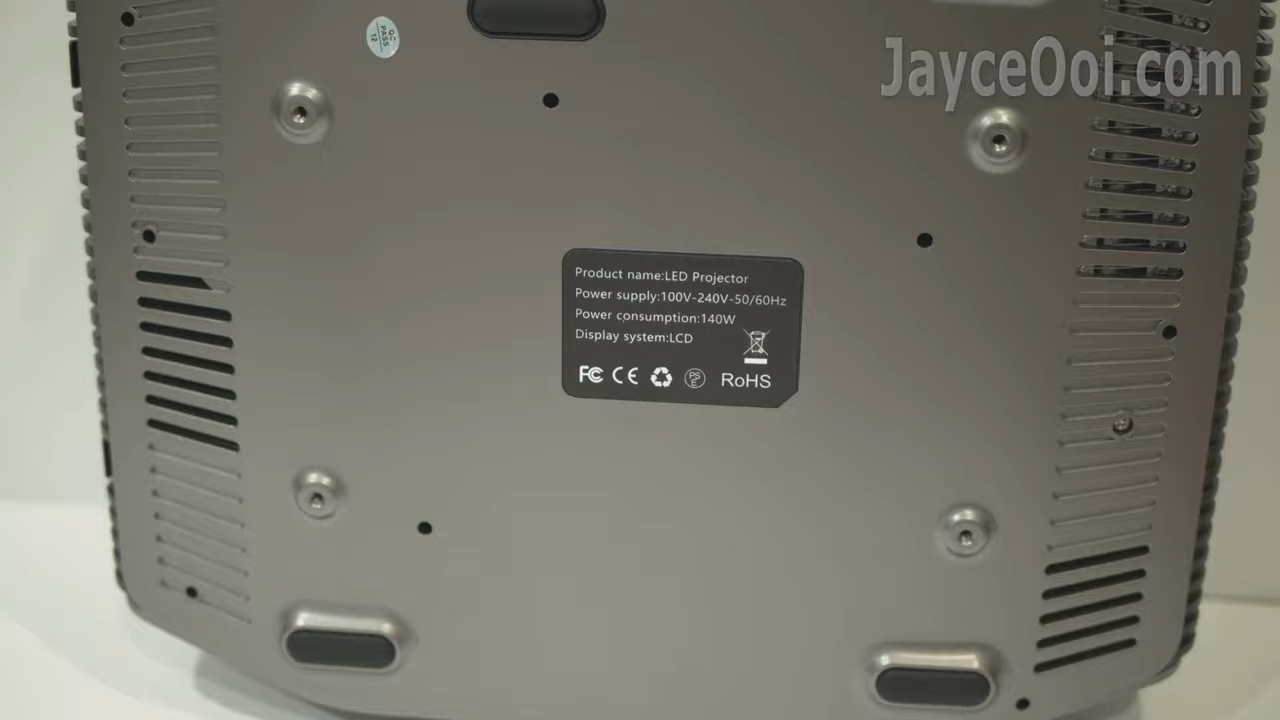 QC
PASS
12
JayceOoi.com
Product name:LED Projector
Power supply:100V-240V-50/60Hz
Power consumption:140W
Display system:LCD
FC CE PS E RoHS